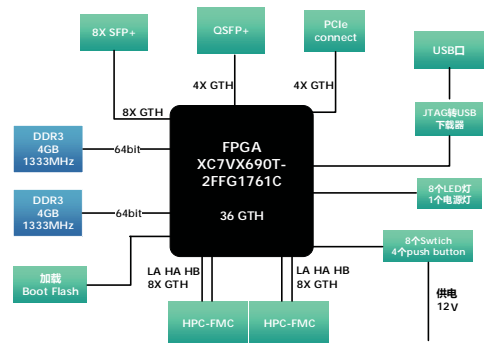 8X SFP+
QSFP+
PCIe
connect
USB口
4X GTH
4X GTH
8X GTH
JTAG转USB
下载器
DDR3
4GB
1333MHz
64bit
FPGA
XC7VX690T-
2FFG1761C
36 GTH
8个LED灯
1个电源灯
DDR3
4GB
1333MHz
64bit
8个Swtich
4个push button
加载
Boot Flash
LA HA HB
8X GTH
LA HA HB
8X GTH
供电
12V
HPC-FMC
HPC-FMC